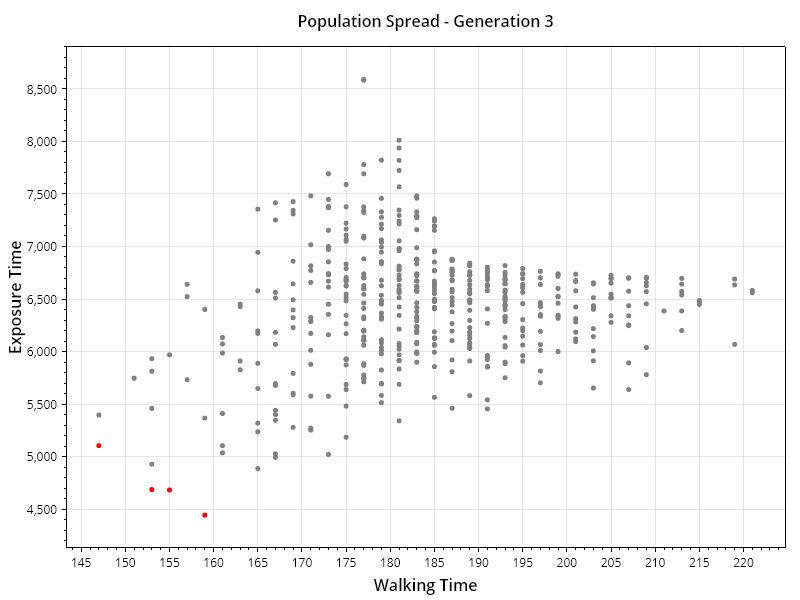 Population Spread - Generation 3
Exposure Time
8,500
8,000
7,500
7,000
6,500
6,000
5,500
5,000
4,500
145 150 155 160 165 170 175 180 185 190 195 200 205 210 215 220
Walking Time